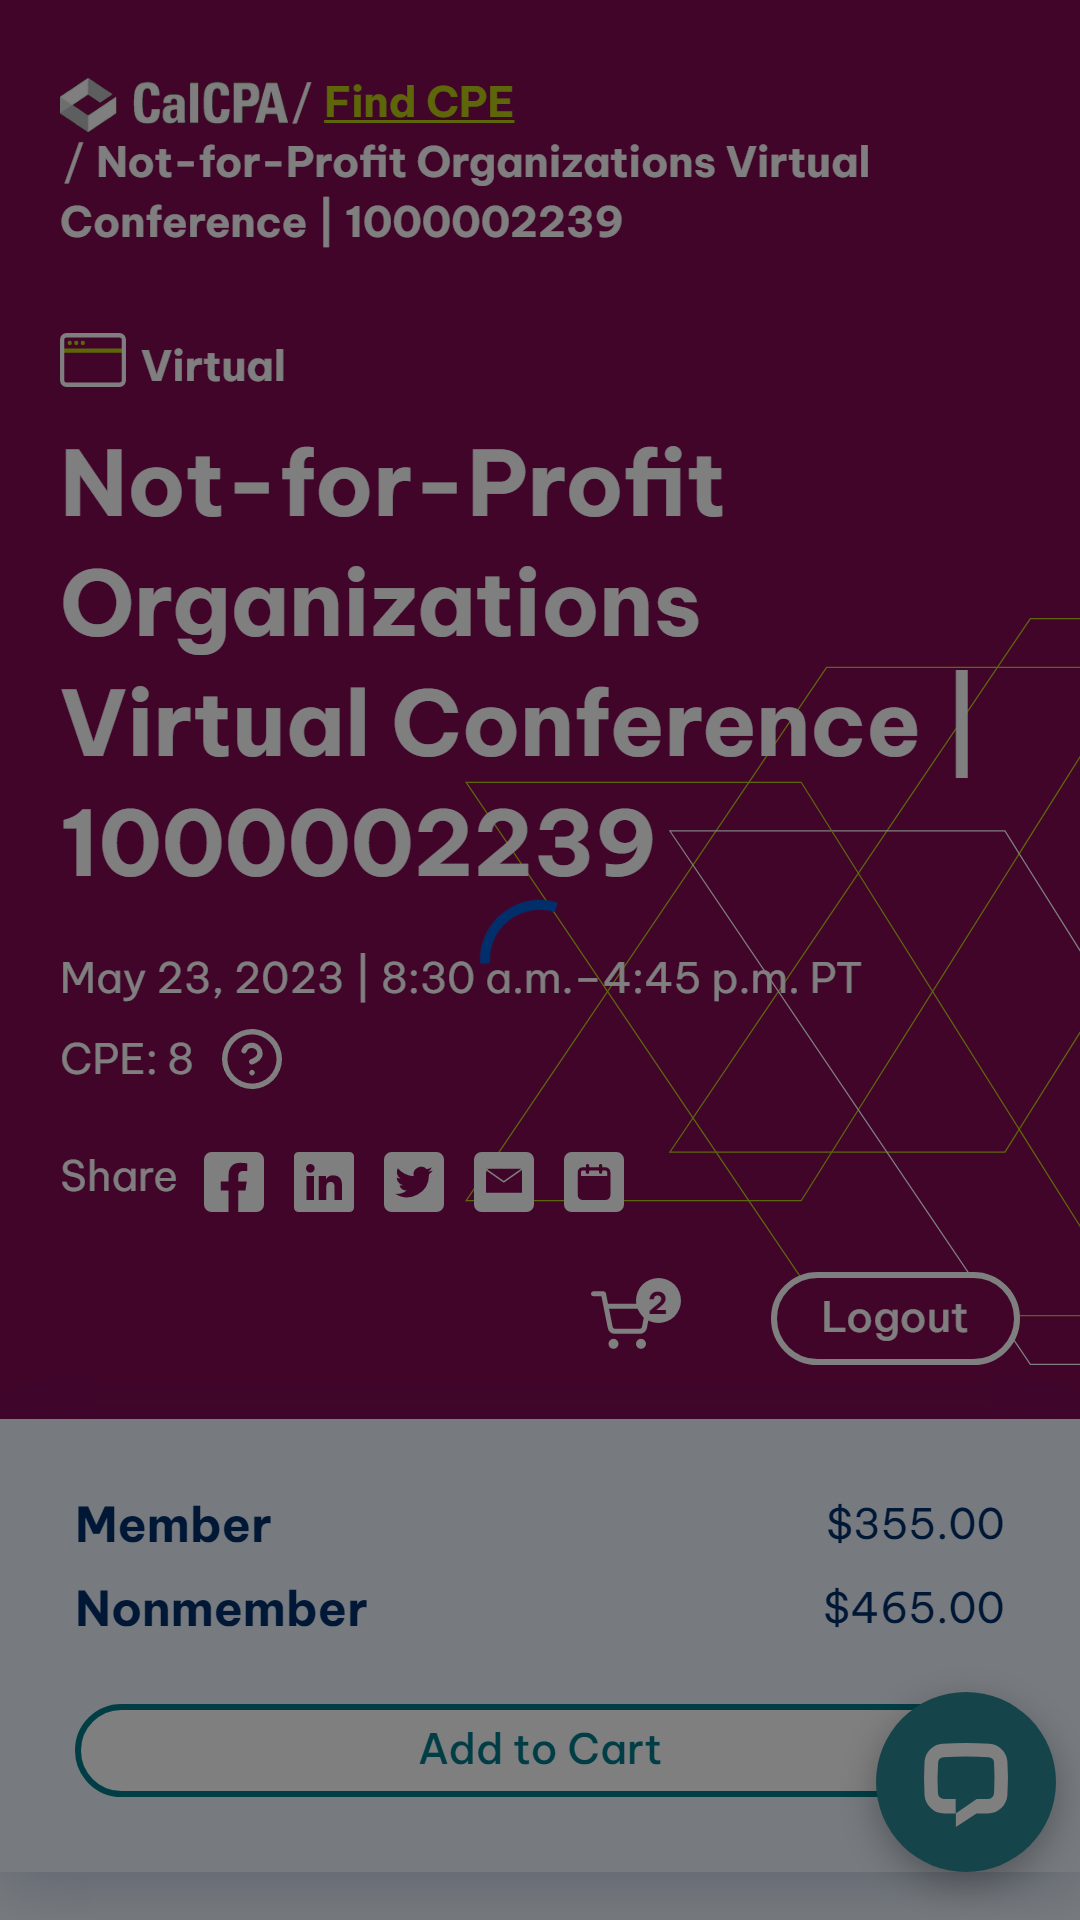 CalCPA / Find CPE
/ Not-for-Profit Organizations Virtual
Conference | 1000002239
Virtual
Not-for-Profit
Organizations
Virtual Conference |
1000002239
May 23, 2023 | 8:30 a.m.–4:45 p.m. PT
CPE: 8 ?
Share
2
Logout
Member $355.00
Nonmember $465.00
Add to Cart